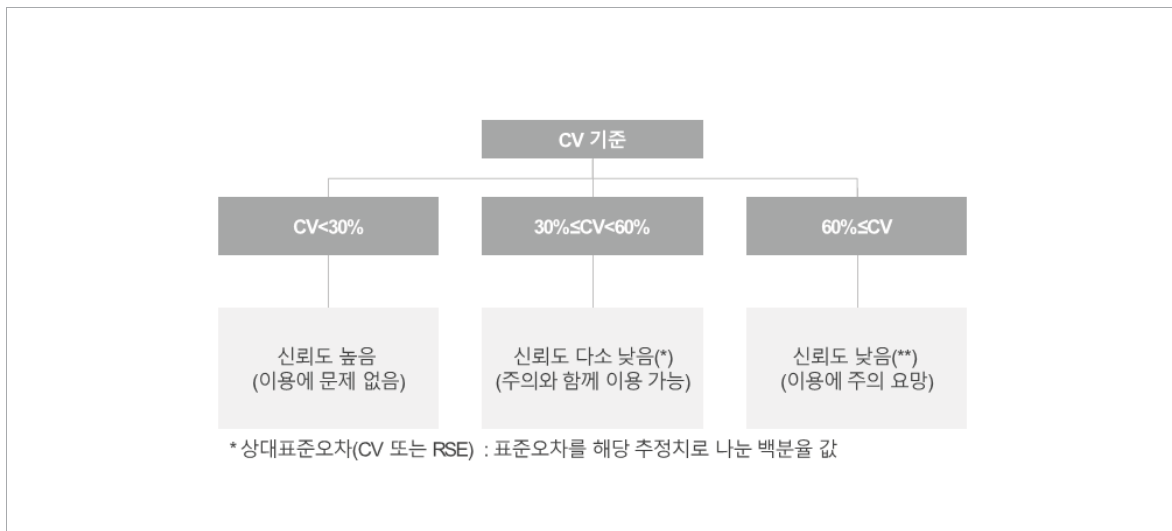 CV 기준
CV<30%
30%≤CV<60%
60%≤CV
신뢰도 높음
(이용에 문제 없음)
신뢰도 다소 낮음(*)
(주의와 함께 이용 가능)
신뢰도 낮음(**)
(이용에 주의 요망)
* 상대표준오차(CV 또는 RSE) : 표준오차를 해당 추정치로 나눈 백분율 값